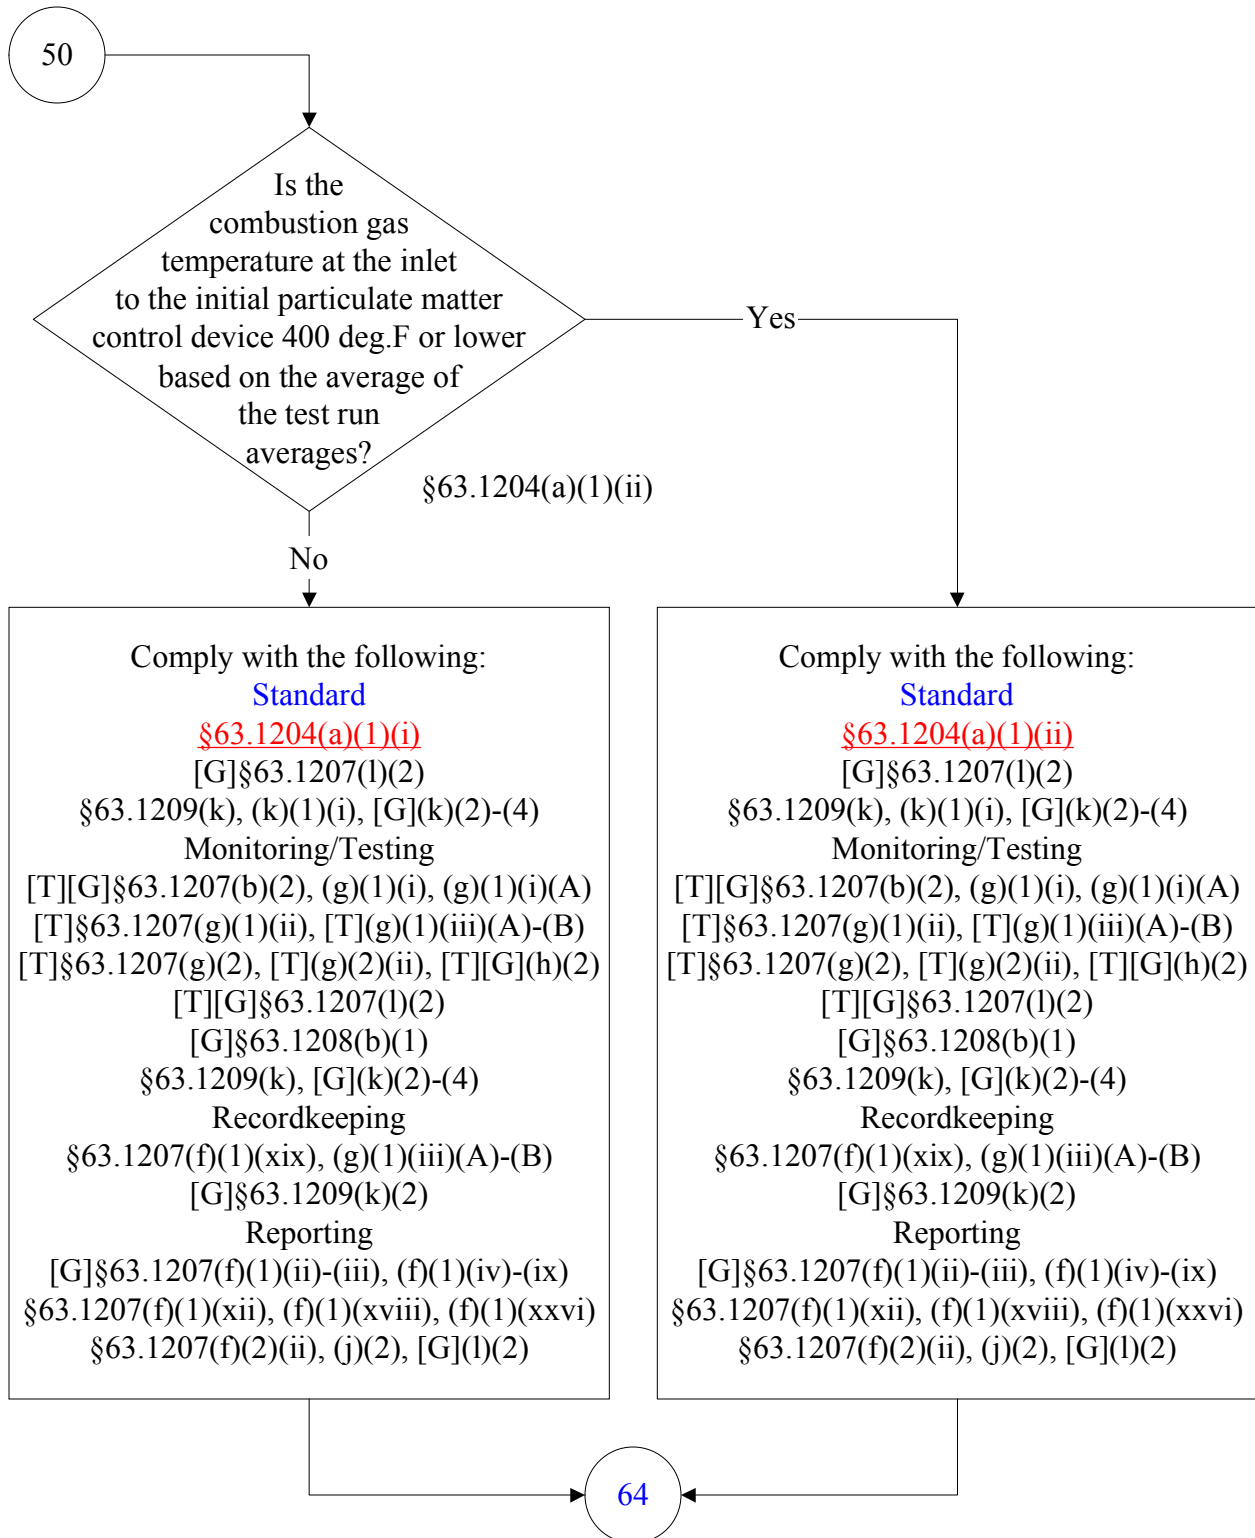 50
Is the
combustion gas
temperature at the inlet
to the initial particulate matter
control device 400 deg.F or lower
based on the average of
the test run
averages?
Yes
§63.1204(a)(1)(ii)
No
Comply with the following:
Standard
§63.1204(a)(1)(i)
[G]§63.1207(l)(2)
§63.1209(k), (k)(1)(i), [G](k)(2)-(4)
Monitoring/Testing
[T][G]§63.1207(b)(2), (g)(1)(i), (g)(1)(i)(A)
[T]§63.1207(g)(1)(ii), [T](g)(1)(iii)(A)-(B)
[T]§63.1207(g)(2), [T](g)(2)(ii), [T][G](h)(2)
[T][G]§63.1207(l)(2)
[G]§63.1208(b)(1)
§63.1209(k), [G](k)(2)-(4)
Recordkeeping
§63.1207(f)(1)(xix), (g)(1)(iii)(A)-(B)
[G]§63.1209(k)(2)
Reporting
[G]§63.1207(f)(1)(ii)-(iii), (f)(1)(iv)-(ix)
§63.1207(f)(1)(xii), (f)(1)(xviii), (f)(1)(xxvi)
§63.1207(f)(2)(ii), (j)(2), [G](l)(2)
Comply with the following:
Standard
§63.1204(a)(1)(ii)
[G]§63.1207(l)(2)
§63.1209(k), (k)(1)(i), [G](k)(2)-(4)
Monitoring/Testing
[T][G]§63.1207(b)(2), (g)(1)(i), (g)(1)(i)(A)
[T]§63.1207(g)(1)(ii), [T](g)(1)(iii)(A)-(B)
[T]§63.1207(g)(2), [T](g)(2)(ii), [T][G](h)(2)
[T][G]§63.1207(l)(2)
[G]§63.1208(b)(1)
§63.1209(k), [G](k)(2)-(4)
Recordkeeping
§63.1207(f)(1)(xix), (g)(1)(iii)(A)-(B)
[G]§63.1209(k)(2)
Reporting
[G]§63.1207(f)(1)(ii)-(iii), (f)(1)(iv)-(ix)
§63.1207(f)(1)(xii), (f)(1)(xviii), (f)(1)(xxvi)
§63.1207(f)(2)(ii), (j)(2), [G](l)(2)
64